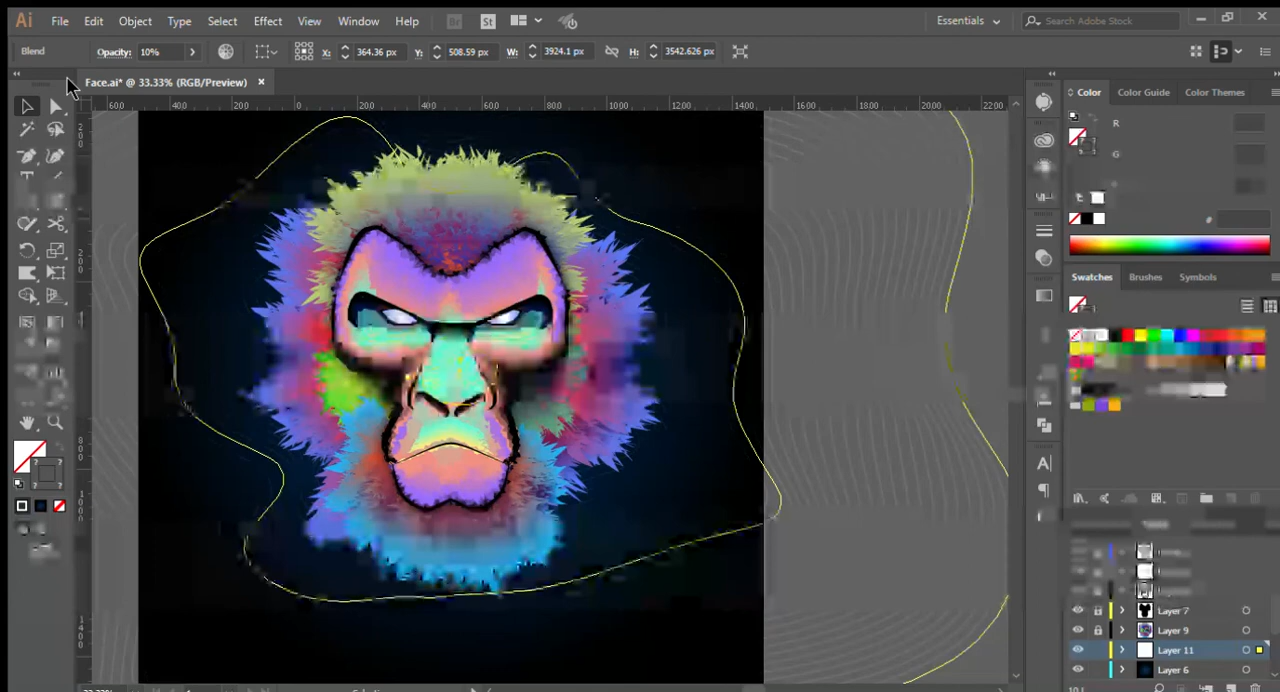 Ai File Edit Object Type Select Effect View Window Help Br St Essentials Search Adobe Stock
Blend Opacity: 10% X: 364.36 px Y: 508.59 px W: 3924.1 px H: 3542.626 px
Face.ai* @ 33.33% (RGB/Preview)
600 400 200 0 200 400 600 800 1000 1200 1400 1600 1800 2000 2200
Color Color Guide Color Themes
R
G
Swatches Brushes Symbols
Layer 7
Layer 9
Layer 11
Layer 6